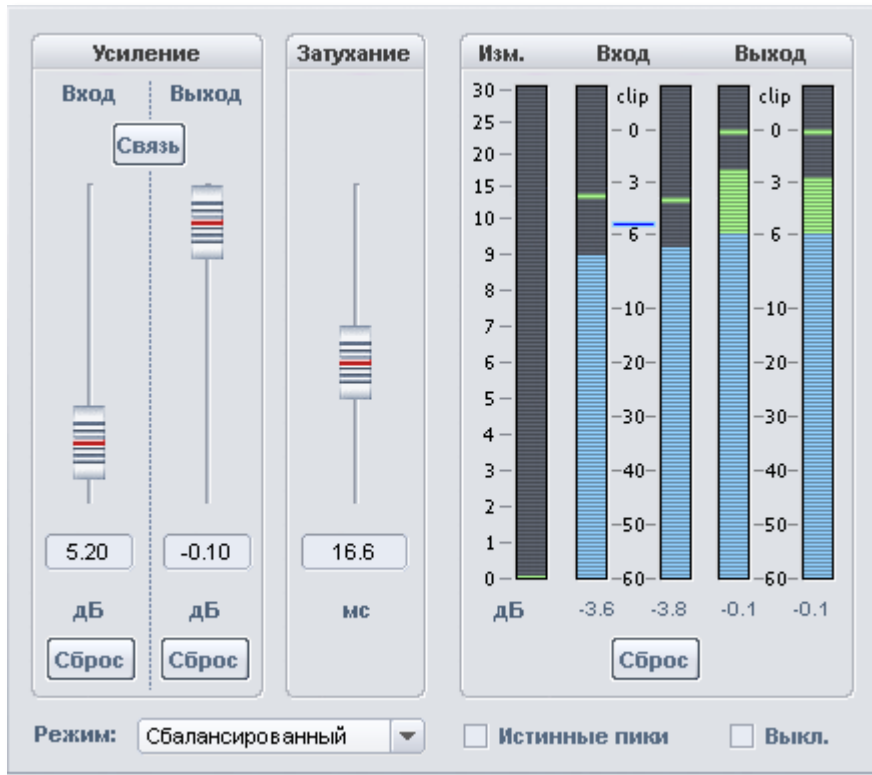 Усиление
Вход Выход
Связь
5.20 -0.10
дБ дБ
Сброс Сброс
Затухание
16.6
мс
Изм. Вход Выход
30 clip clip
25 0 0
20
15 3 3
10
6 6
9
8 -10- -10-
7
6 -20- -20-
5 -30- -30-
4
3 -40- -40-
2 -50- -50-
1
0 -60- -60-
дБ -3.6 -3.8 -0.1 -0.1
Сброс
Режим: Сбалансированный Истинные пики Выкл.